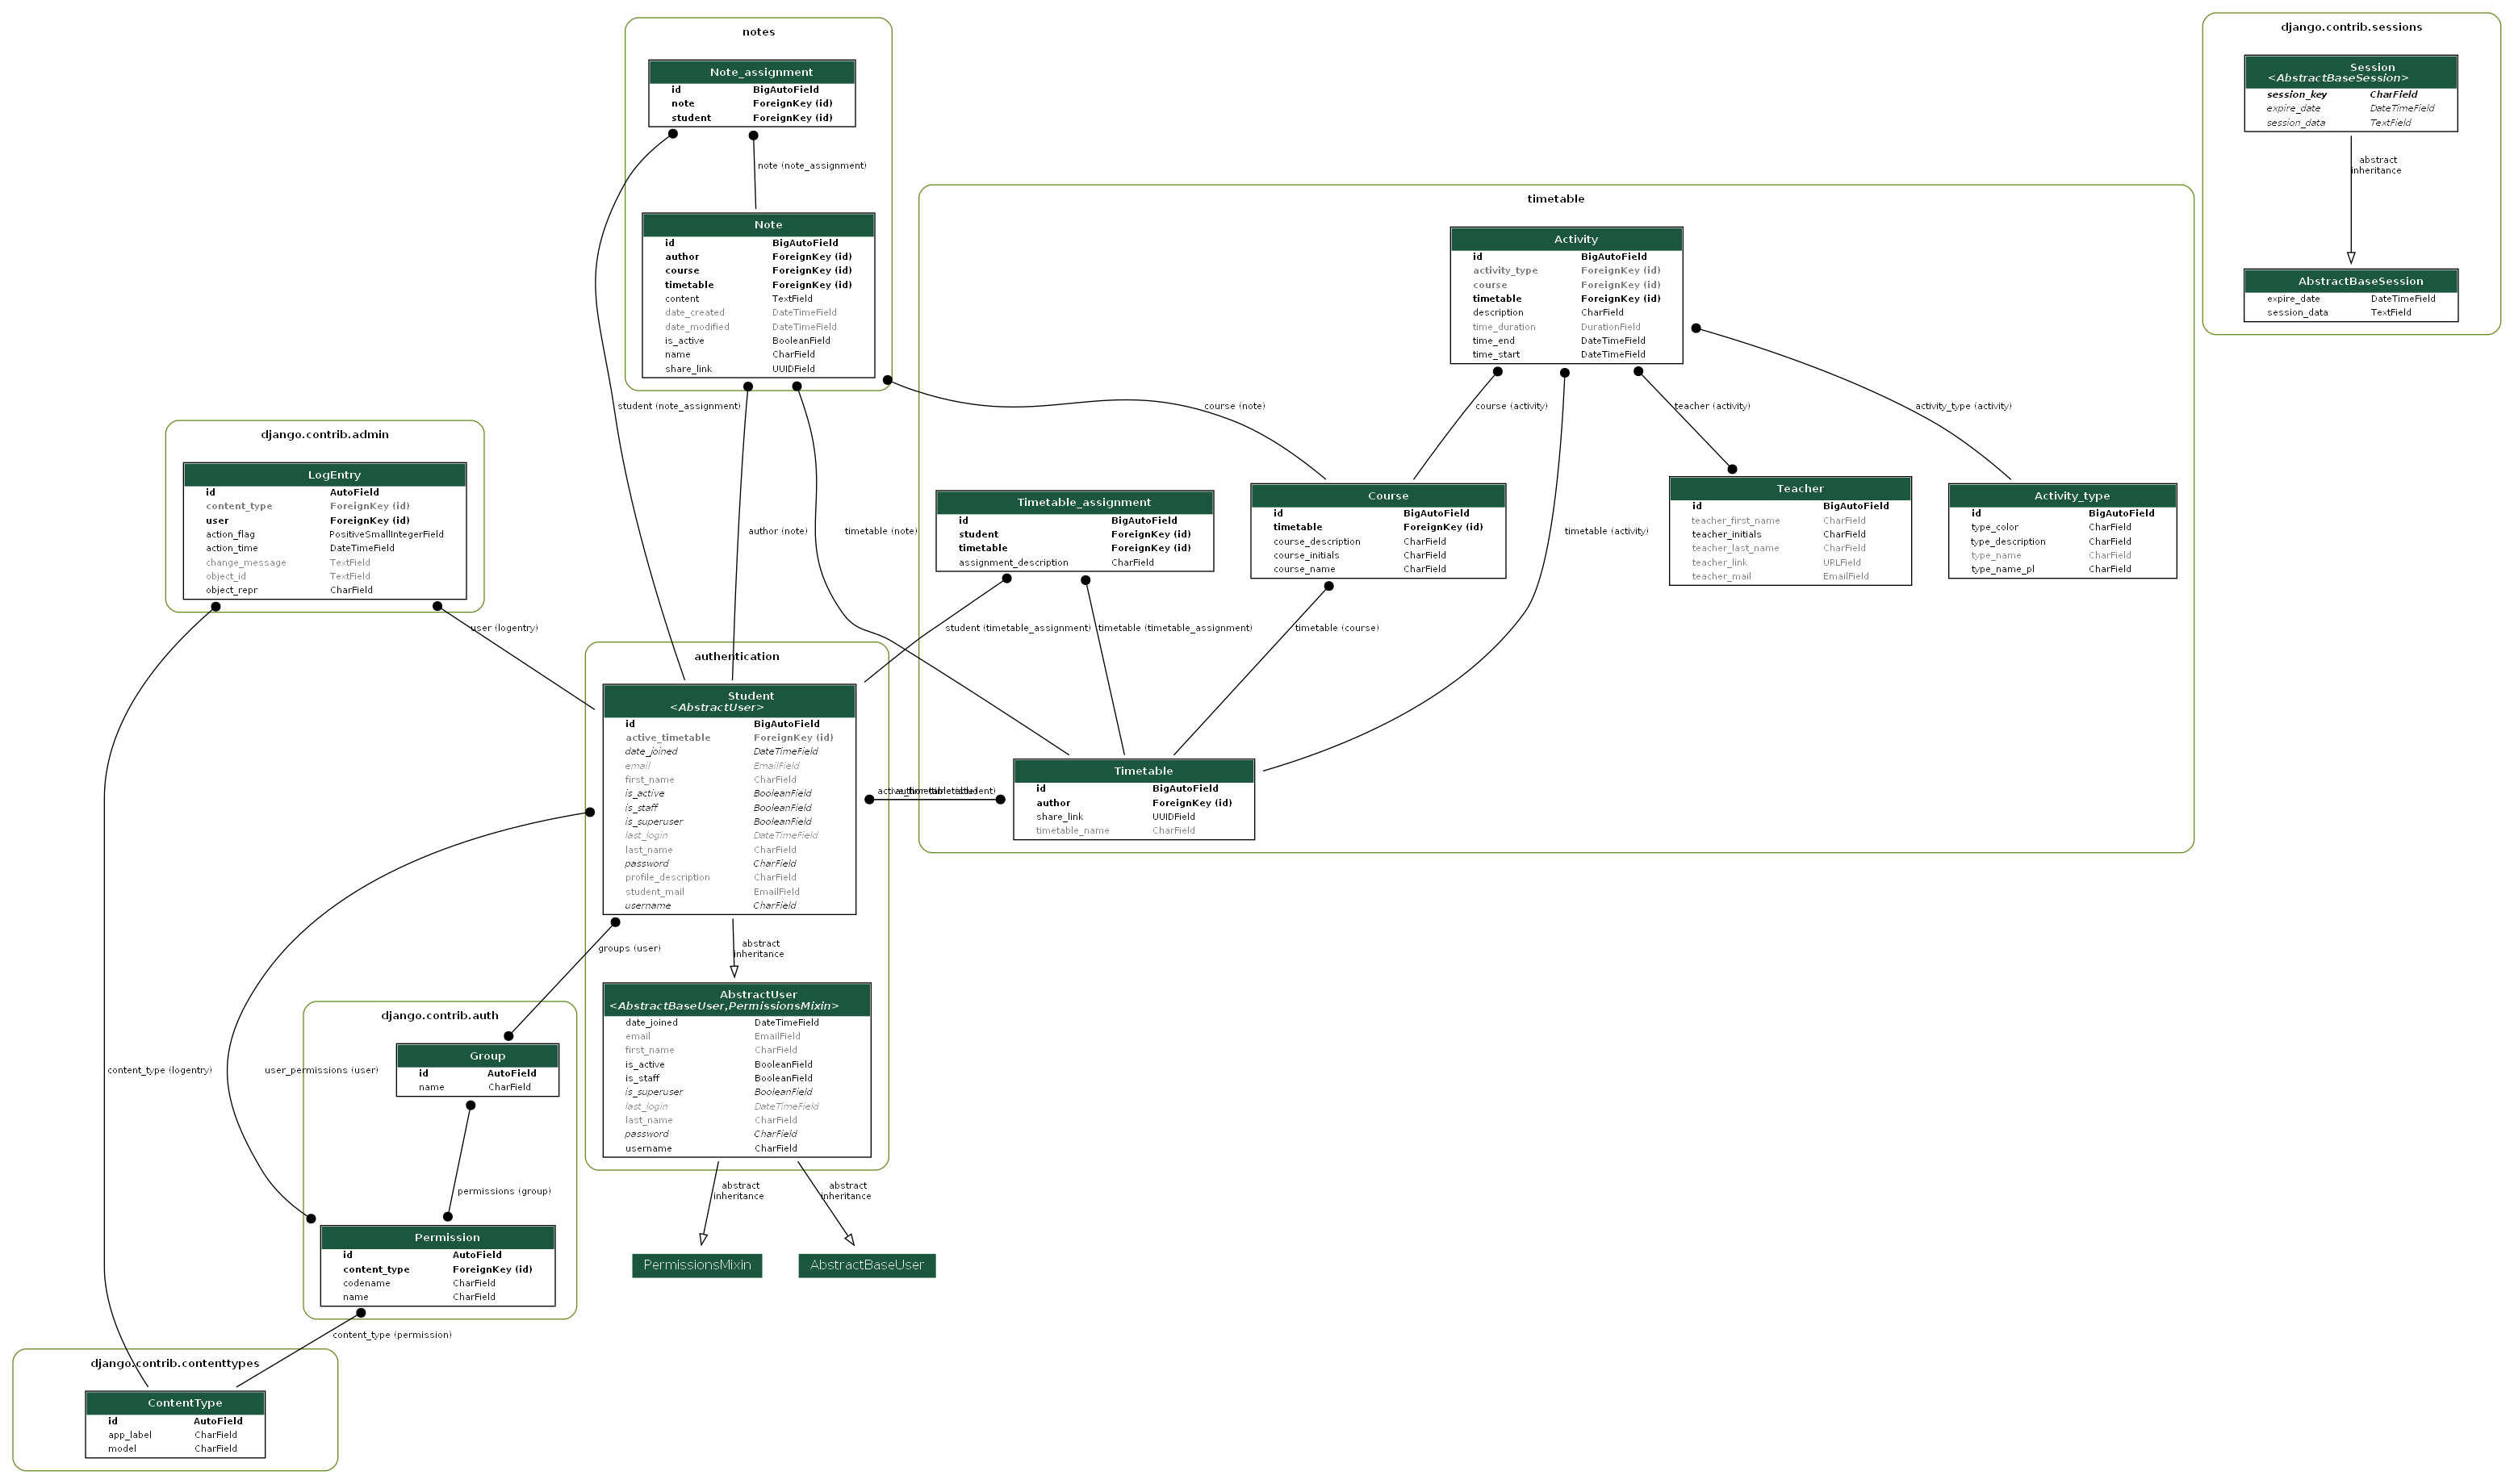 notes
Note_assignment
id BigAutoField
note ForeignKey (id)
student ForeignKey (id)
note (note_assignment)
Note
id BigAutoField
author ForeignKey (id)
course ForeignKey (id)
timetable ForeignKey (id)
content TextField
date_created DateTimeField
date_modified DateTimeField
is_active BooleanField
name CharField
share_link UUIDField
django.contrib.sessions
Session
<AbstractBaseSession>
session_key CharField
expire_date DateTimeField
session_data TextField
abstract
inheritance
AbstractBaseSession
expire_date DateTimeField
session_data TextField
timetable
Activity
id BigAutoField
activity_type ForeignKey (id)
course ForeignKey (id)
timetable ForeignKey (id)
description CharField
time_duration DurationField
time_end DateTimeField
time_start DateTimeField
student (note_assignment)
course (note)
course (activity)
teacher (activity)
activity_type (activity)
django.contrib.admin
LogEntry
id AutoField
content_type ForeignKey (id)
user ForeignKey (id)
action_flag PositiveSmallIntegerField
action_time DateTimeField
change_message TextField
object_id TextField
object_repr CharField
author (note)
timetable (note)
Timetable_assignment
id BigAutoField
student ForeignKey (id)
timetable ForeignKey (id)
assignment_description CharField
Course
id BigAutoField
timetable ForeignKey (id)
course_description CharField
course_initials CharField
course_name CharField
timetable (activity)
Teacher
id BigAutoField
teacher_first_name CharField
teacher_initials CharField
teacher_last_name CharField
teacher_link URLField
teacher_mail EmailField
Activity_type
id BigAutoField
type_color CharField
type_description CharField
type_name CharField
type_name_pl CharField
user (logentry)
student (timetable_assignment)
timetable (timetable_assignment)
timetable (course)
authentication
Student
<AbstractUser>
id BigAutoField
active_timetable ForeignKey (id)
date_joined DateTimeField
email EmailField
first_name CharField
is_active BooleanField
is_staff BooleanField
is_superuser BooleanField
last_login DateTimeField
last_name CharField
password CharField
profile_description CharField
student_mail EmailField
username CharField
Timetable
id BigAutoField
author ForeignKey (id)
share_link UUIDField
timetable_name CharField
groups (user)
abstract
inheritance
AbstractUser
<AbstractBaseUser,PermissionsMixin>
date_joined DateTimeField
email EmailField
first_name CharField
is_active BooleanField
is_staff BooleanField
is_superuser BooleanField
last_login DateTimeField
last_name CharField
password CharField
username CharField
django.contrib.auth
Group
id AutoField
name CharField
content_type (logentry)
user_permissions (user)
permissions (group)
abstract
inheritance
abstract
inheritance
Permission
id AutoField
content_type ForeignKey (id)
codename CharField
name CharField
PermissionsMixin
AbstractBaseUser
content_type (permission)
django.contrib.contenttypes
ContentType
id AutoField
app_label CharField
model CharField